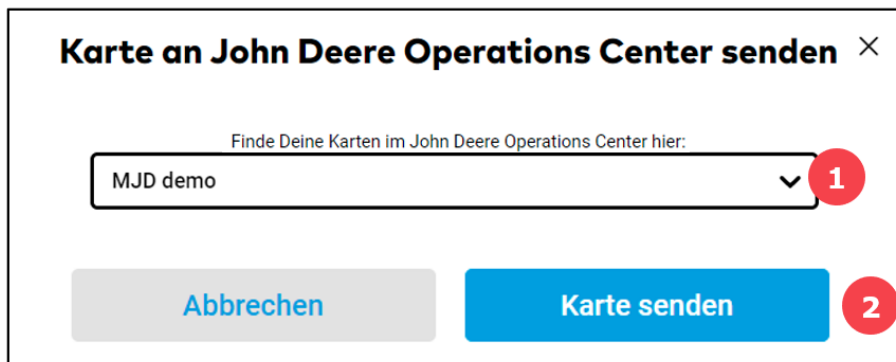 Karte an John Deere Operations Center senden
Finde Deine Karten im John Deere Operations Center hier:
MJD demo
1
Abbrechen
Karte senden
2